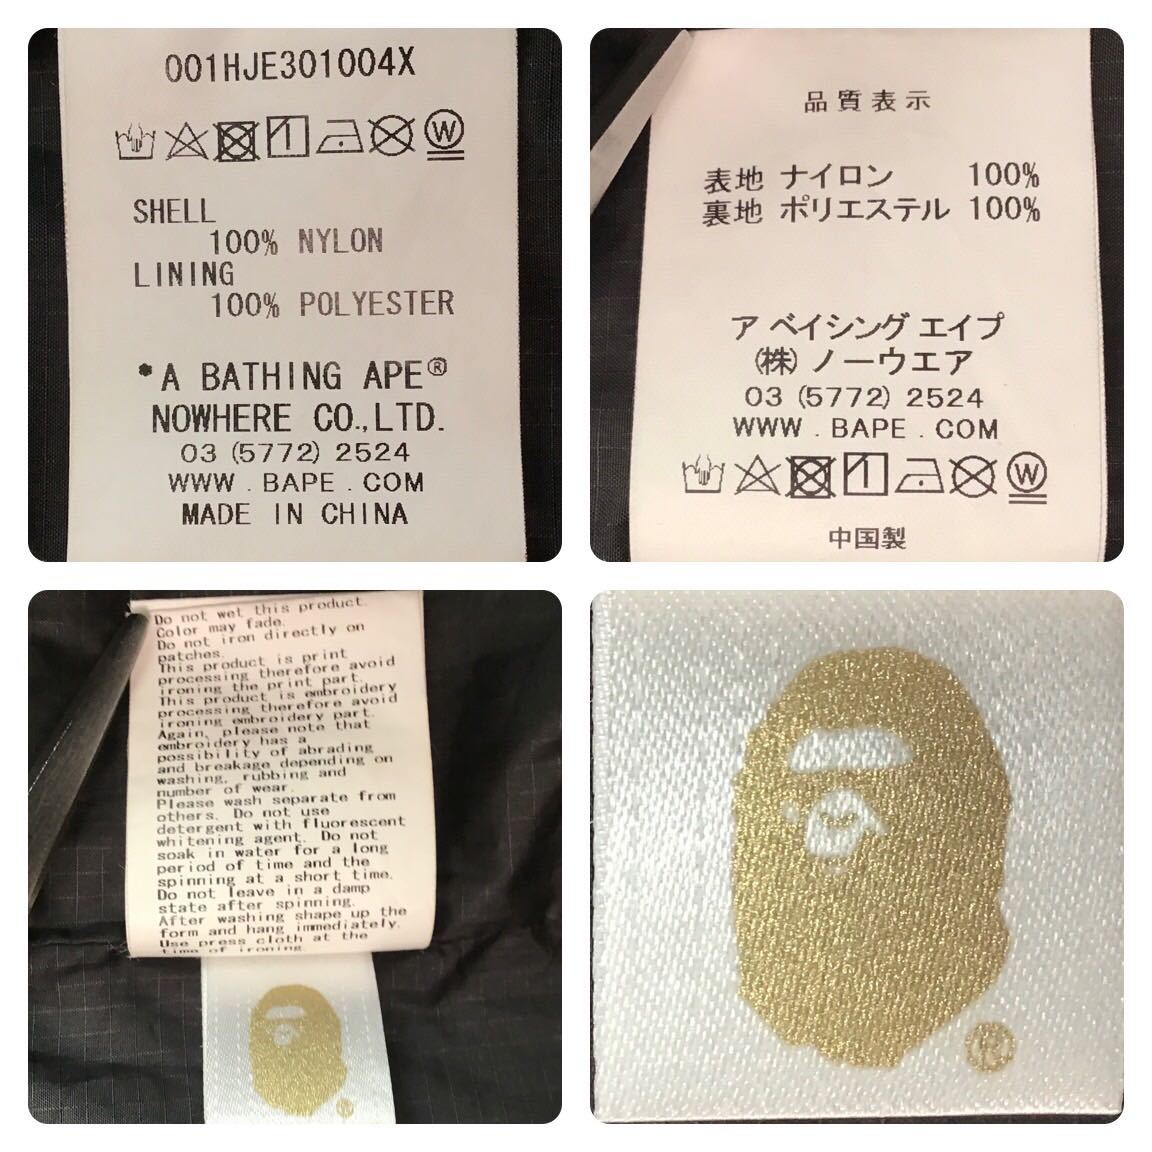 001HJE301004X
W
SHELL
100% NYLON
LINING
100% POLYESTER
*A BATHING APE®
NOWHERE CO.,LTD.
03 (5772) 2524
WWW . BAPE . COM
MADE IN CHINA
品質表示
表地 ナイロン 100%
裏地 ポリエステル 100%
ア ベイシング エイプ
(株) ノーウエア
03 (5772) 2524
WWW . BAPE . COM
W
中国製
Do not wet this product.
Color may fade.
Do not iron directly on
patches.
This product is print
processing therefore avoid
ironing the print part.
This product is embroidery
processing therefore avoid
ironing embroidery part.
Again, please note that
embroidery has a
possibility of abrading
and breakage depending on
washing, rubbing and
number of wear.
Please wash separate from
others. Do not use
detergent with fluorescent
whitening agent. Do not
soak in water for a long
period of time and the
spinning at a short time.
Do not leave in a damp
state after spinning.
After washing shape up the
form and hang immediately.
Use press cloth at the
time of ironing.
®
®